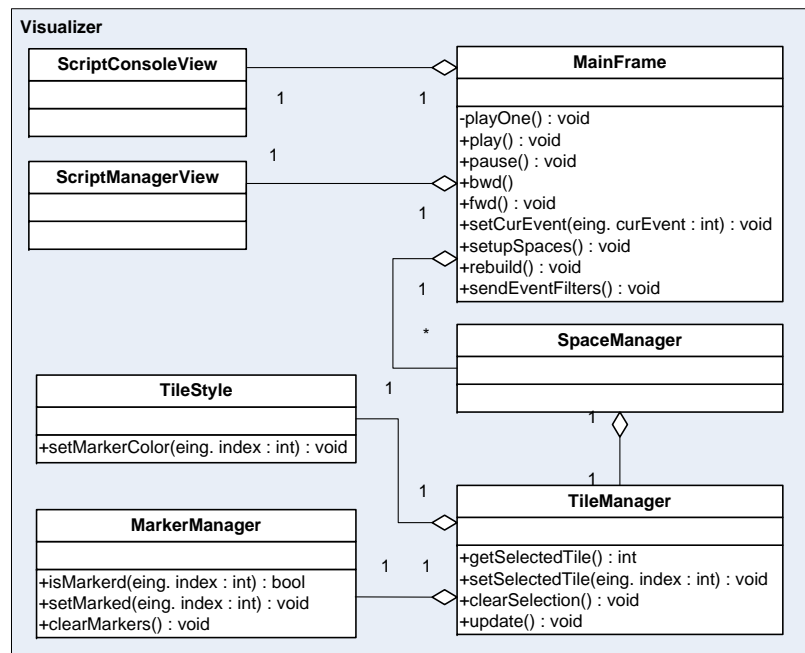 Visualizer
ScriptConsoleView
MainFrame
1
1
-playOne() : void
+play() : void
+pause() : void
+bwd()
+fwd() : void
+setCurEvent(eing. curEvent : int) : void
+setupSpaces() : void
+rebuild() : void
+sendEventFilters() : void
1
ScriptManagerView
1
1
*
SpaceManager
TileStyle
1
+setMarkerColor(eing. index : int) : void
1
1
1
TileManager
MarkerManager
+getSelectedTile() : int
+setSelectedTile(eing. index : int) : void
+clearSelection() : void
+update() : void
1
1
+isMarkerd(eing. index : int) : bool
+setMarked(eing. index : int) : void
+clearMarkers() : void